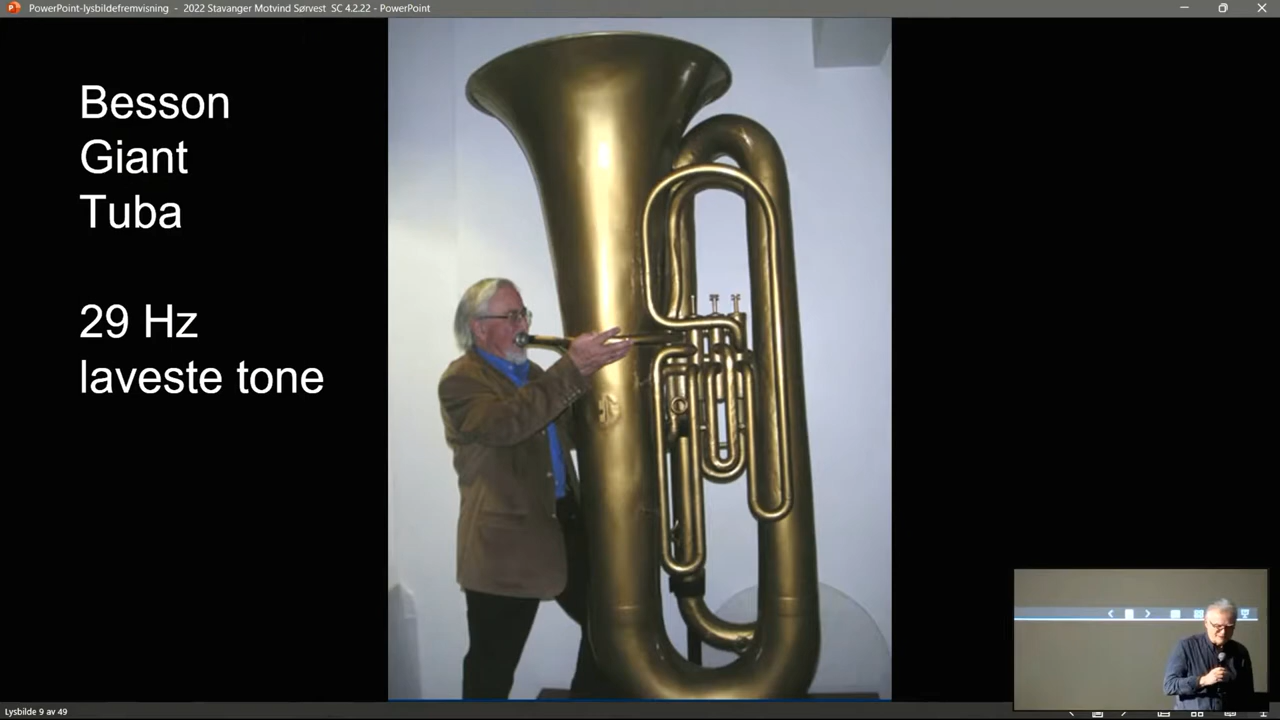 PowerPoint-lysbildefremvisning - 2022 Stavanger Motvind Sørvest SC 4.2.22 - PowerPoint
Besson
Giant
Tuba
29 Hz
laveste tone
Lysbilde 9 av 49